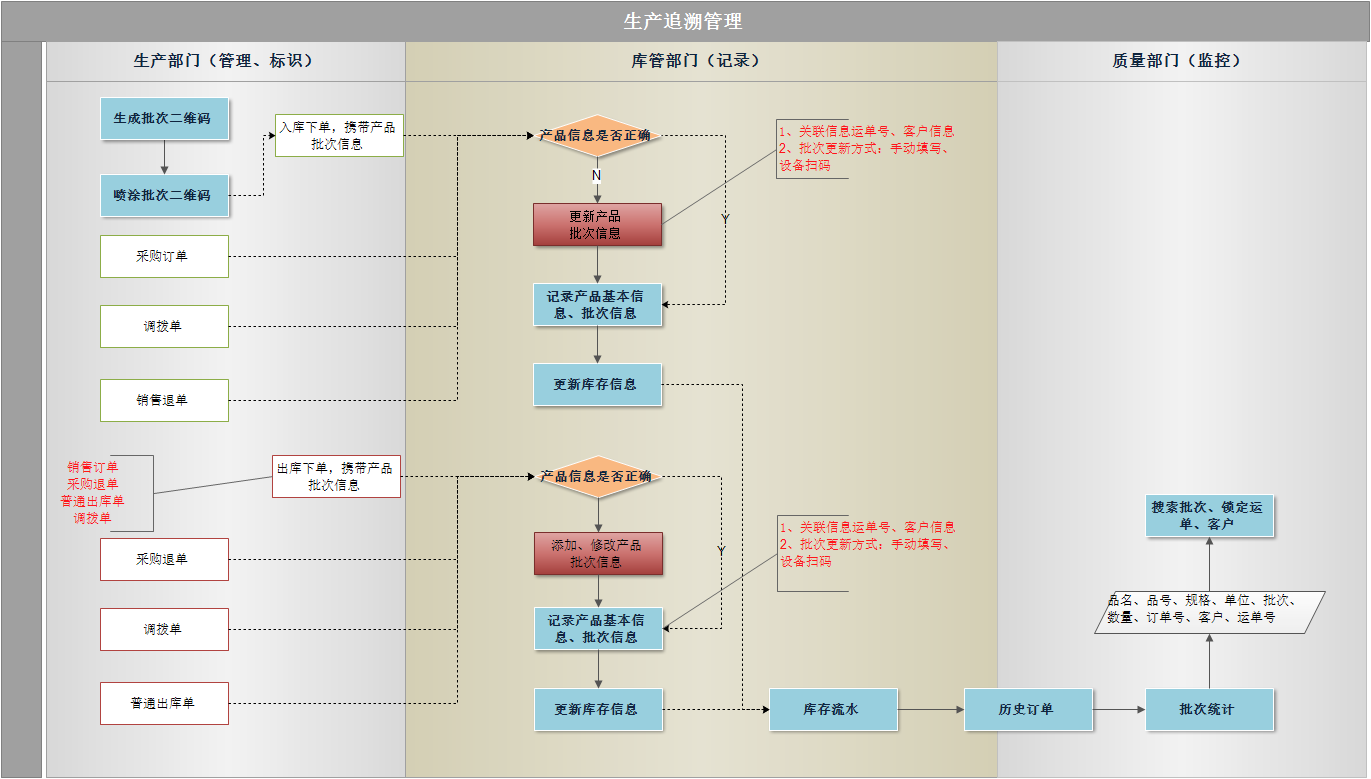 生产追溯管理
生产部门（管理、标识）
库管部门（记录）
质量部门（监控）
生成批次二维码
喷涂批次二维码
入库下单，携带产品
批次信息
采购订单
调拨单
销售退单
产品信息是否正确
N
Y
更新产品
批次信息
1、关联信息运单号、客户信息
2、批次更新方式：手动填写、
设备扫码
记录产品基本信
息、批次信息
更新库存信息
销售订单
采购退单
普通出库单
调拨单
出库下单，携带产品
批次信息
采购退单
调拨单
普通出库单
产品信息是否正确
Y
添加、修改产品
批次信息
1、关联信息运单号、客户信息
2、批次更新方式：手动填写、
设备扫码
记录产品基本信
息、批次信息
更新库存信息
库存流水
历史订单
批次统计
品名、品号、规格、单位、批次、
数量、订单号、客户、运单号
搜索批次、锁定运
单、客户